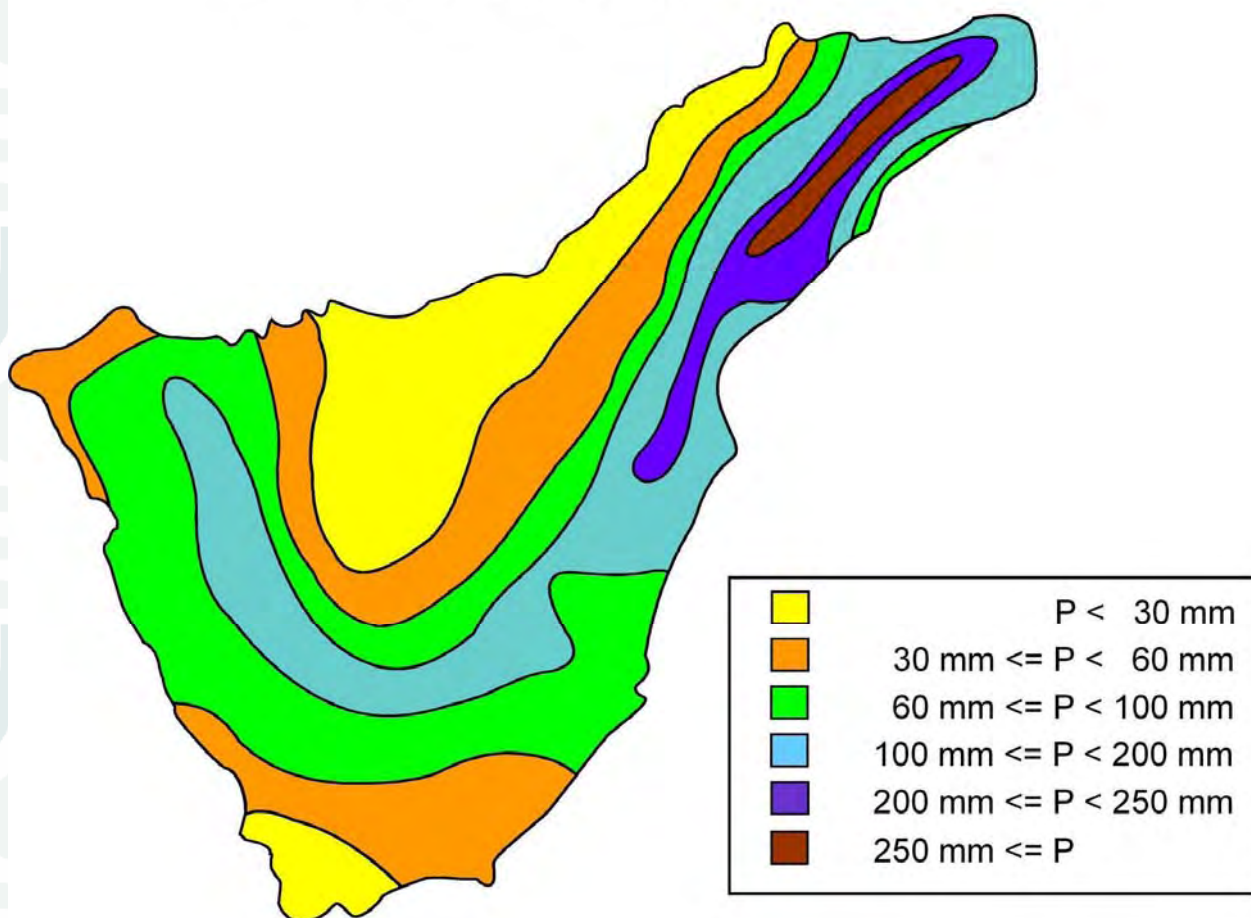 P < 30 mm
30 mm <= P < 60 mm
60 mm <= P < 100 mm
100 mm <= P < 200 mm
200 mm <= P < 250 mm
250 mm <= P